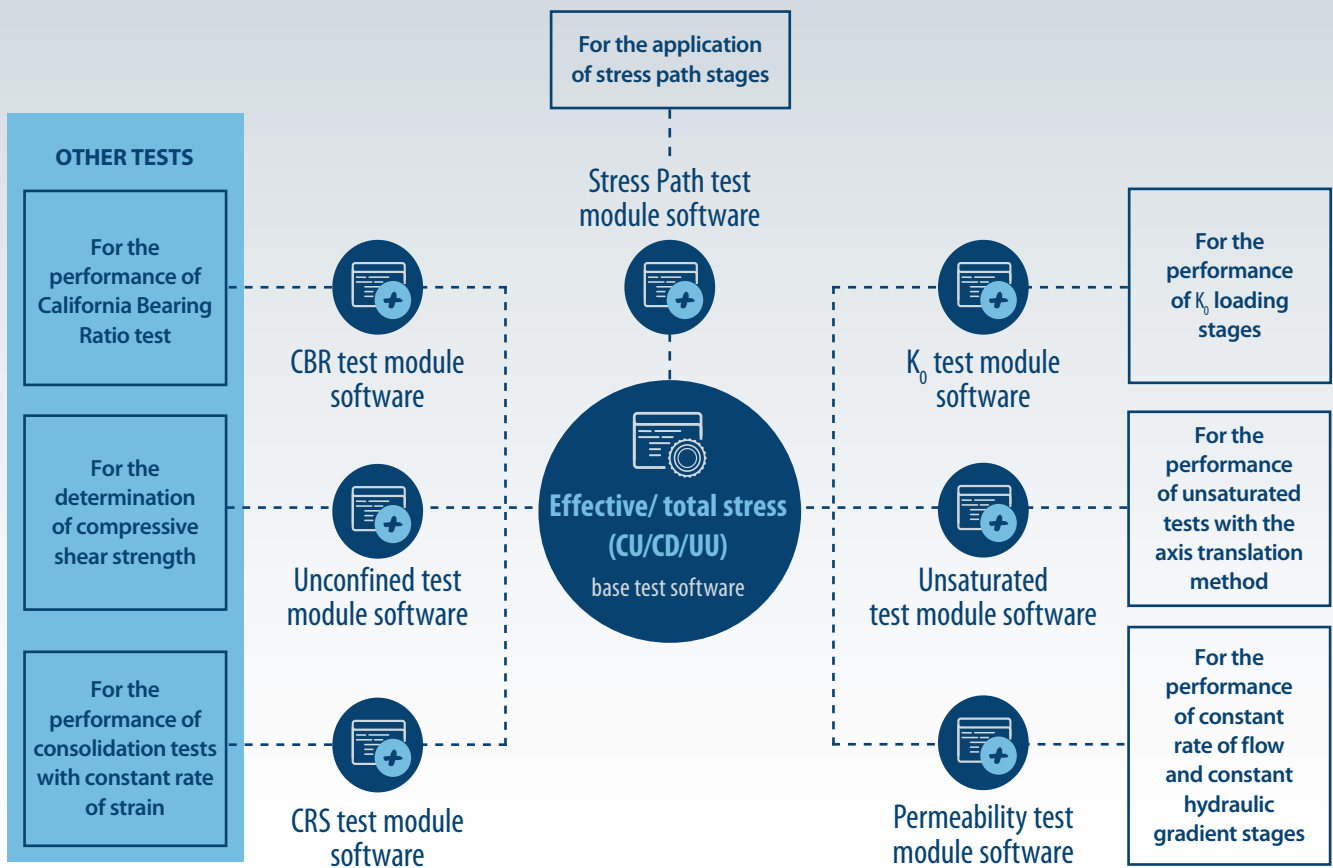 For the application
of stress path stages
Stress Path test
module software
OTHER TESTS
For the
performance of
California Bearing
Ratio test
CBR test module
software
For the
determination
of compressive
shear strength
Unconfined test
module software
For the
performance of
consolidation tests
with constant rate
of strain
CRS test module
software
Effective/ total stress
(CU/CD/UU)
base test software
K₀ test module
software
For the
performance
of K₀ loading
stages
Unsaturated
test module software
For the
performance
of unsaturated
tests with the
axis translation
method
Permeability test
module software
For the
performance
of constant
rate of flow
and constant
hydraulic
gradient stages